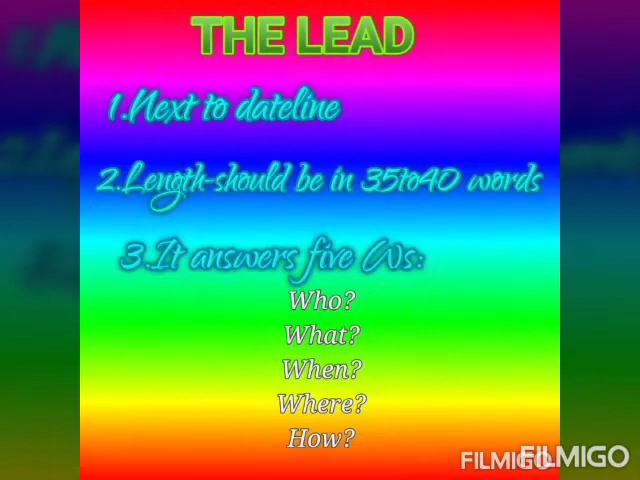 THE LEAD
1.Next to dateline
2.Length-should be in 35to40 words
3.It answers five Ws:
Who?
What?
When?
Where?
How?
FILMIGO
FILMIGO